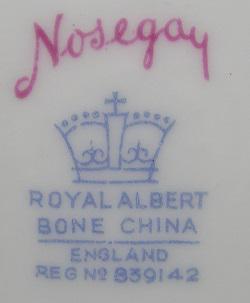 Nosegay
ROYAL ALBERT
BONE CHINA
ENGLAND
REG Nº 839142